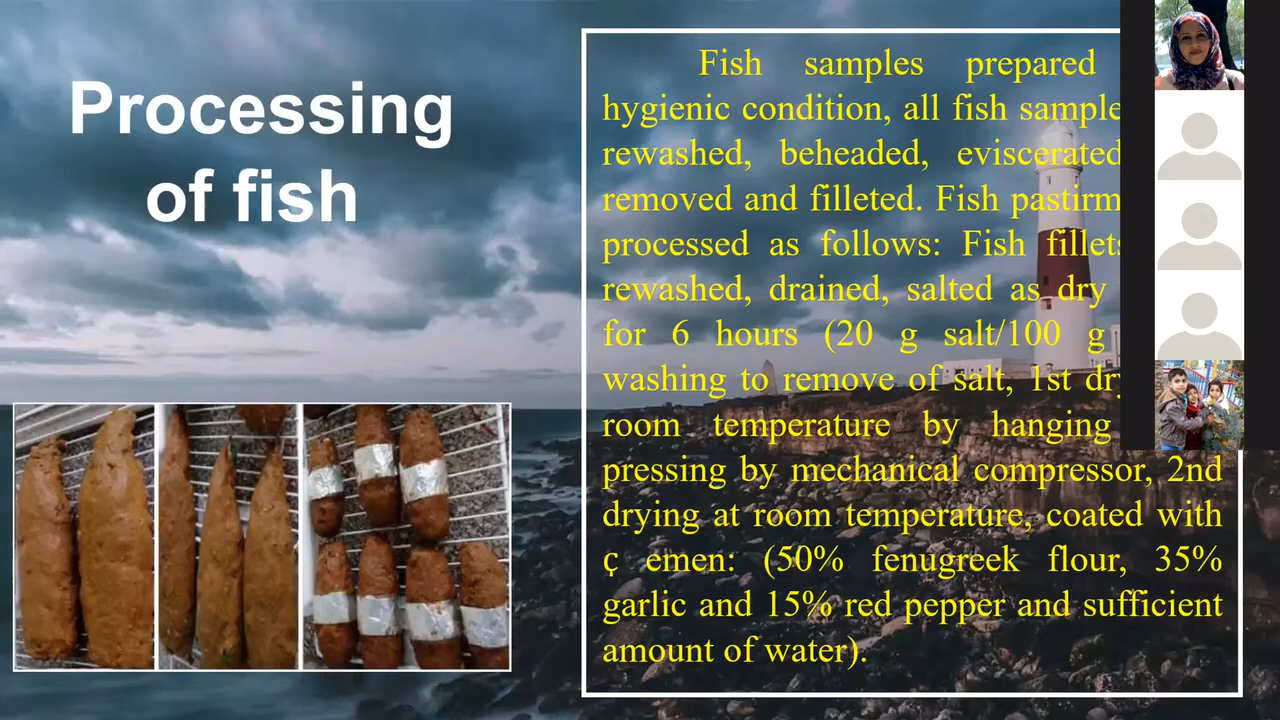 Processing
of fish
Fish samples prepared
hygienic condition, all fish sample
rewashed, beheaded, eviscerated
removed and filleted. Fish pastirm
processed as follows: Fish fillets
rewashed, drained, salted as dry
for 6 hours (20 g salt/100 g
washing to remove of salt, 1st dry
room temperature by hanging
pressing by mechanical compressor, 2nd
drying at room temperature, coated with
ç emen: (50% fenugreek flour, 35%
garlic and 15% red pepper and sufficient
amount of water).